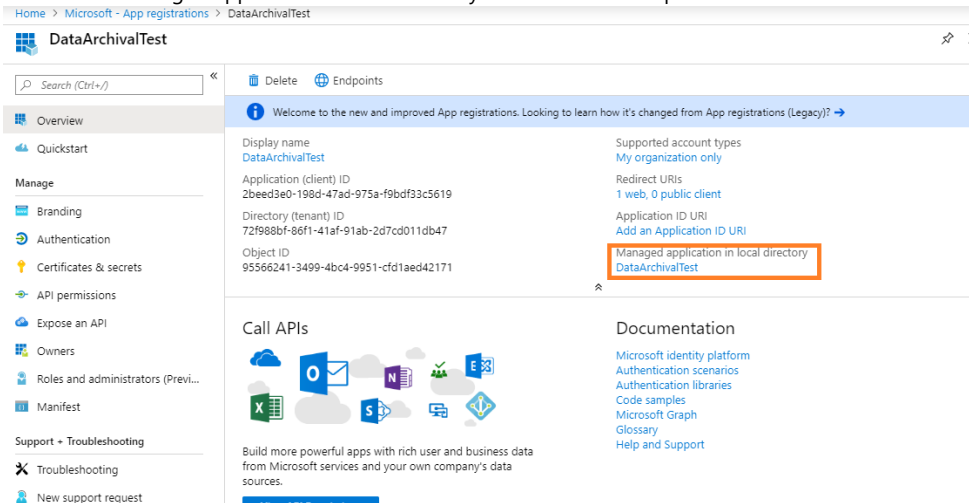 Home > Microsoft - App registrations > DataArchivalTest
DataArchivalTest
Search (Ctrl+/)
«
Overview
Quickstart
Manage
Branding
Authentication
Certificates & secrets
API permissions
Expose an API
Owners
Roles and administrators (Previ...
Manifest
Support + Troubleshooting
Troubleshooting
New support request
Delete
Endpoints
Welcome to the new and improved App registrations. Looking to learn how it's changed from App registrations (Legacy)? →
Display name
DataArchivalTest
Application (client) ID
2beed3e0-198d-47ad-975a-f9bdf33c5619
Directory (tenant) ID
72f988bf-86f1-41af-91ab-2d7cd011db47
Object ID
95566241-3499-4bc4-9951-cfd1aed42171
Supported account types
My organization only
Redirect URIs
1 web, 0 public client
Application ID URI
Add an Application ID URI
Managed application in local directory
DataArchivalTest
Call APIs
Build more powerful apps with rich user and business data
from Microsoft services and your own company's data
sources.
Documentation
Microsoft identity platform
Authentication scenarios
Authentication libraries
Code samples
Microsoft Graph
Glossary
Help and Support